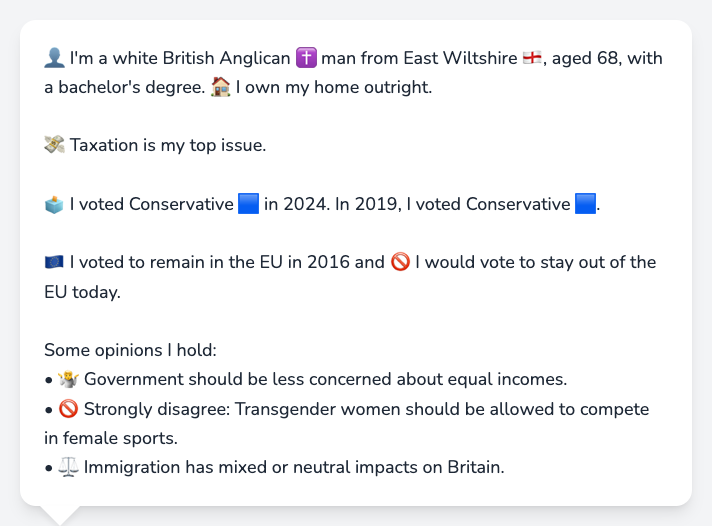 👤 I'm a white British Anglican ✝️ man from East Wiltshire 🏴󠁧󠁢󠁥󠁮󠁧󠁿, aged 68, with
a bachelor's degree. 🏠 I own my home outright.
💸 Taxation is my top issue.
🗳️ I voted Conservative 🟦 in 2024. In 2019, I voted Conservative 🟦.
🇪🇺 I voted to remain in the EU in 2016 and 🚫 I would vote to stay out of the
EU today.
Some opinions I hold:
• 🤷 Government should be less concerned about equal incomes.
• 🚫 Strongly disagree: Transgender women should be allowed to compete
in female sports.
• ⚖️ Immigration has mixed or neutral impacts on Britain.